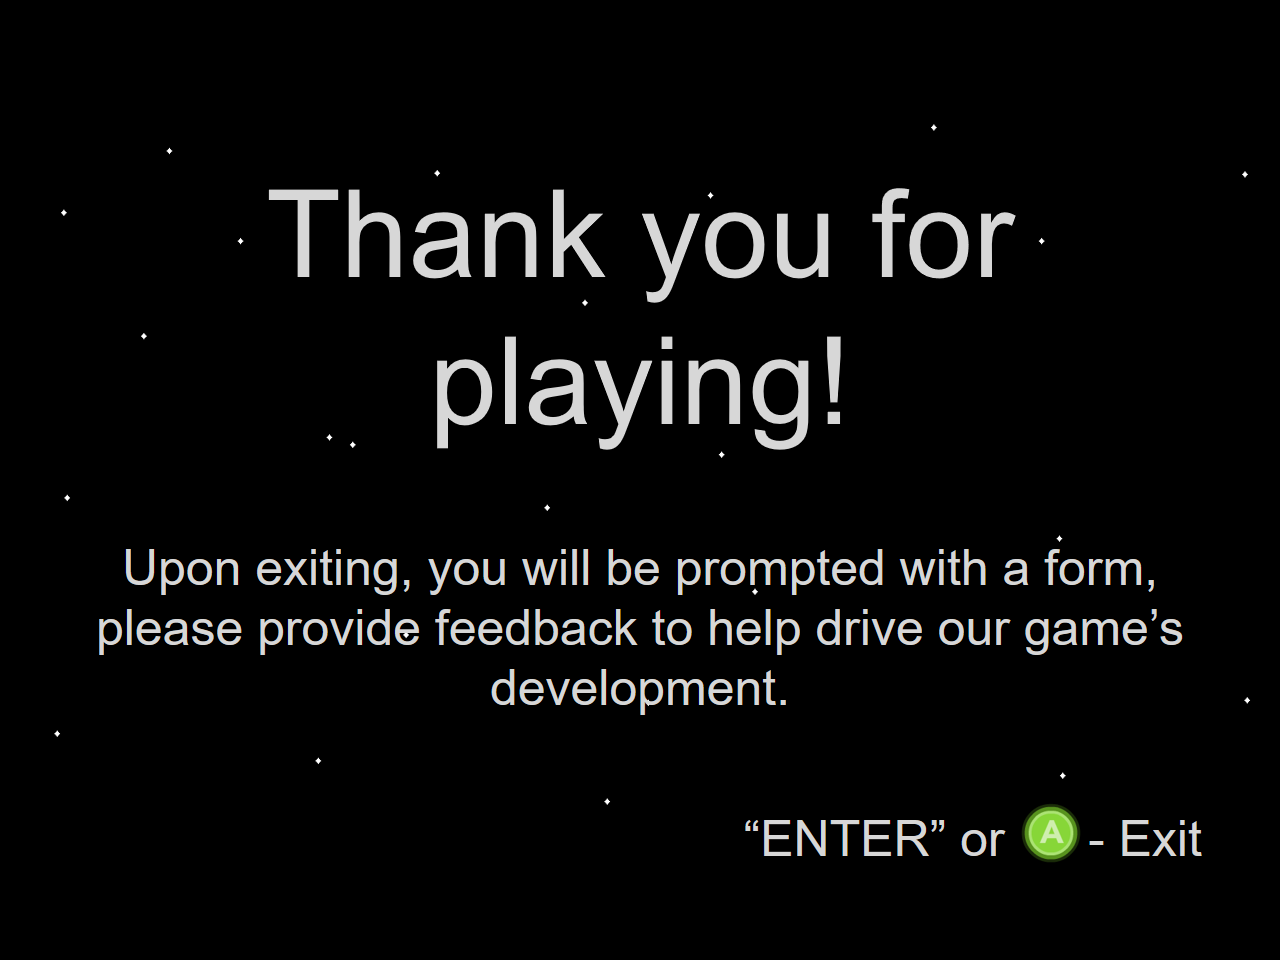 Thank you for
playing!
Upon exiting, you will be prompted with a form,
please provide feedback to help drive our game’s
development.
“ENTER” or A - Exit